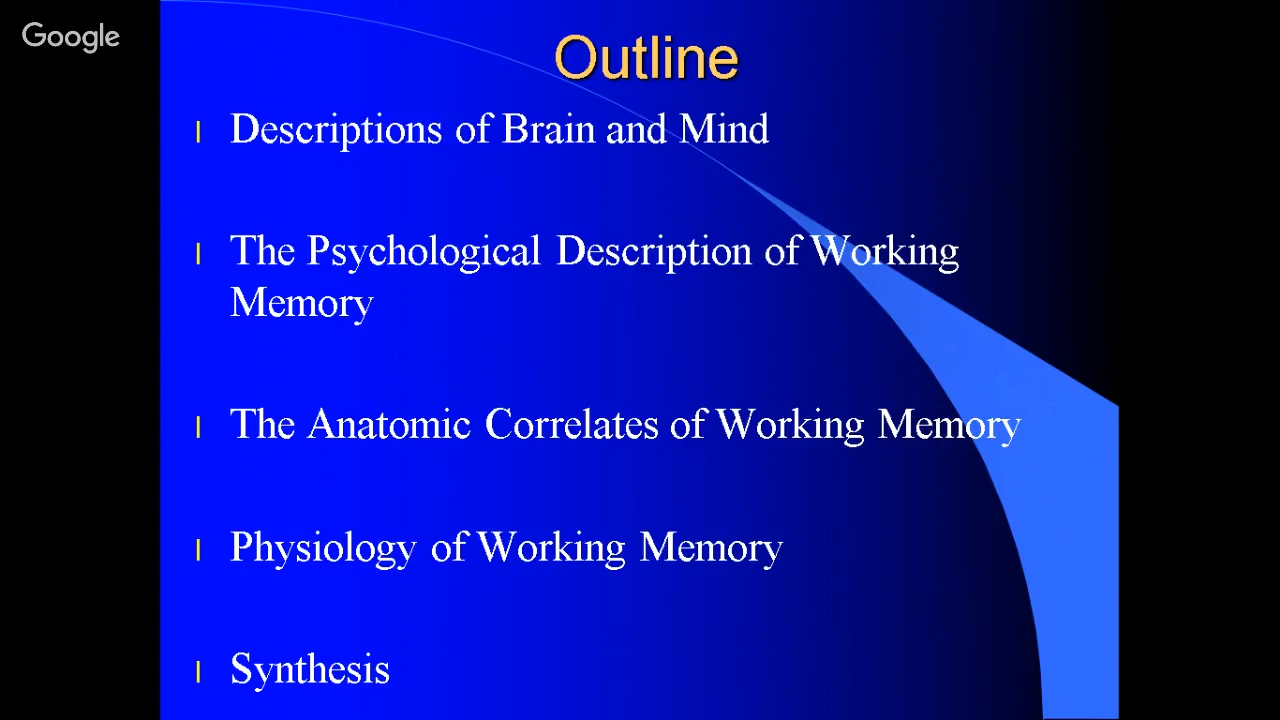 Google
Outline
Descriptions of Brain and Mind
The Psychological Description of Working
Memory
The Anatomic Correlates of Working Memory
Physiology of Working Memory
Synthesis